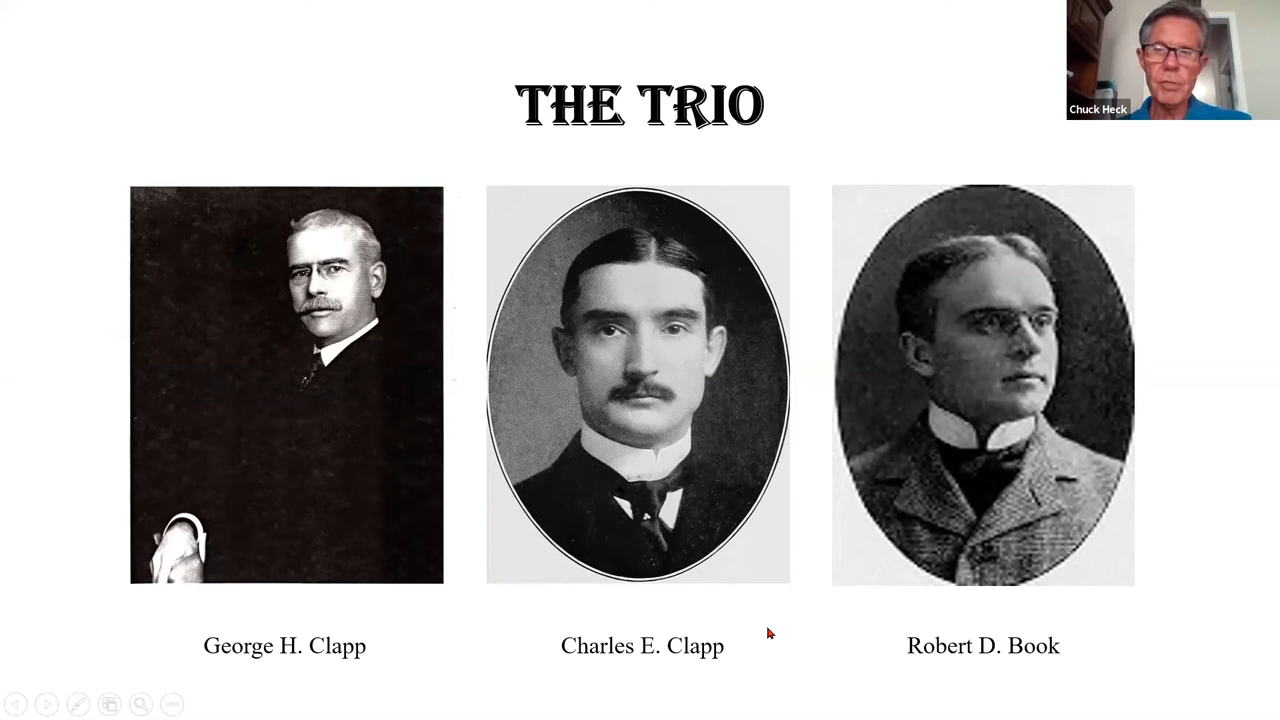 THE TRIO
Chuck Heck
George H. Clapp
Charles E. Clapp
Robert D. Book